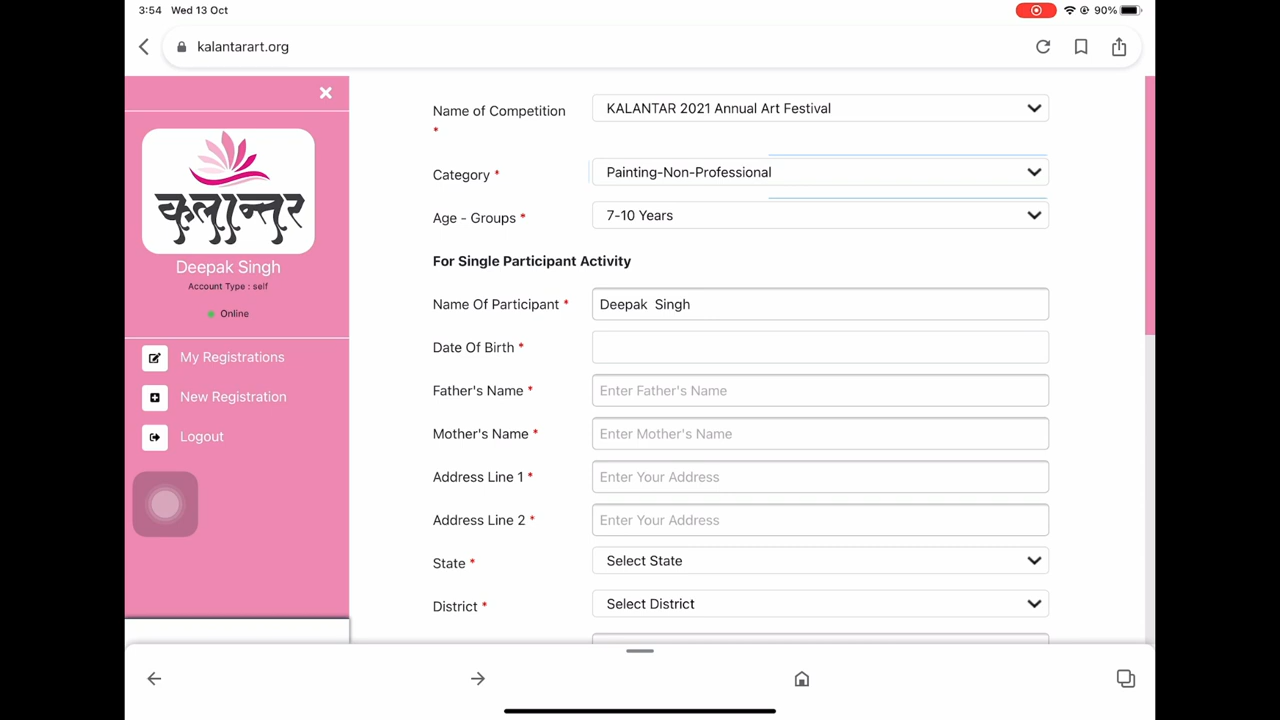 3:54 Wed 13 Oct
90%
kalantarart.org
कलान्तर
Deepak Singh
Account Type : self
Online
My Registrations
New Registration
Logout
Name of Competition *
KALANTAR 2021 Annual Art Festival
Category *
Painting-Non-Professional
Age - Groups *
7-10 Years
For Single Participant Activity
Name Of Participant *
Deepak Singh
Date Of Birth *
Father's Name *
Enter Father's Name
Mother's Name *
Enter Mother's Name
Address Line 1 *
Enter Your Address
Address Line 2 *
Enter Your Address
State *
Select State
District *
Select District